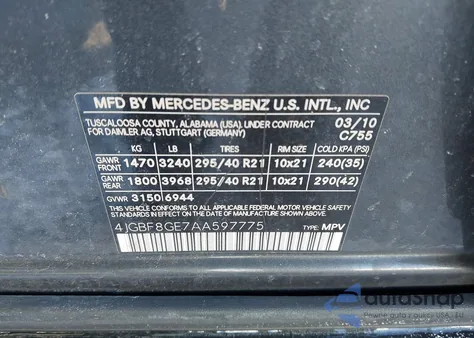 MFD BY MERCEDES-BENZ U.S. INTL., INC
TUSCALOOSA COUNTY, ALABAMA (USA), UNDER CONTRACT 03/10
FOR DAIMLER AG, STUTTGART (GERMANY) C755
KG LB TIRES RIM SIZE COLD KPA (PSI)
GAWR FRONT 1470 3240 295/40 R21 10x21 240(35)
GAWR REAR 1800 3968 295/40 R21 10x21 290(42)
GVWR 3150 6944
THIS VEHICLE CONFORMS TO ALL APPLICABLE FEDERAL MOTOR VEHICLE SAFETY STANDARDS IN EFFECT ON THE DATE OF MANUFACTURE SHOWN ABOVE.
4JGBF8GE7AA597775 TYPE: MPV
autosnap
Pewne auta z USA